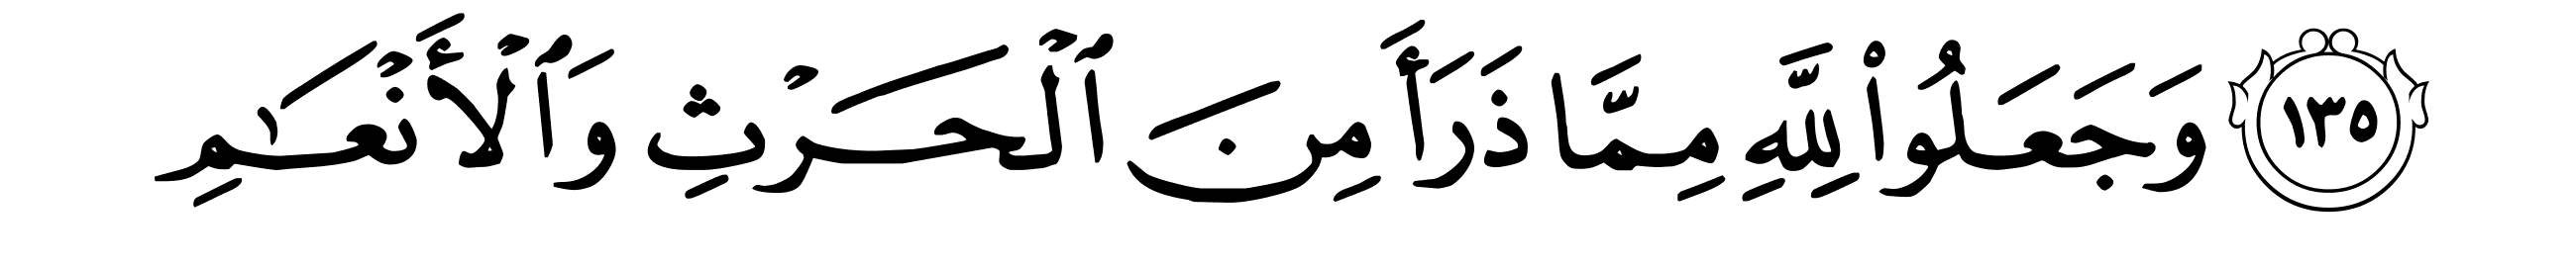 ١٣٥ وَجَعَلُوا۟ لِلَّهِ مِمَّا ذَرَأَ مِنَ ٱلْحَرْثِ وَٱلْأَنْعَـٰمِ